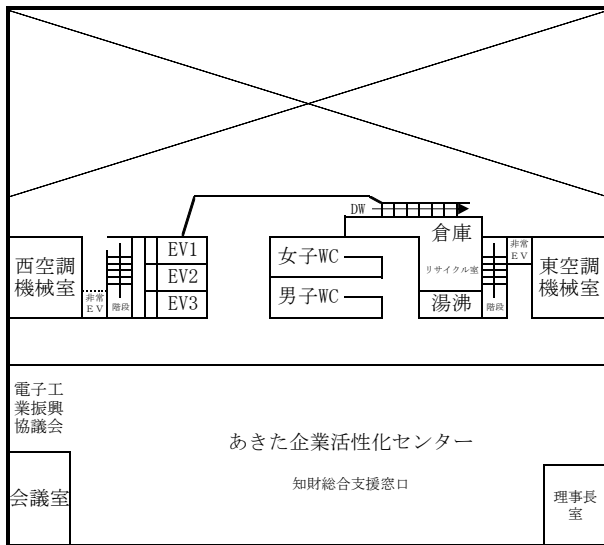 DW
倉庫
リサイクル室
湯沸
西空調
機械室
非常
EV
階段
EV1
EV2
EV3
女子WC
男子WC
階段
非常
EV
東空調
機械室
電子工
業振興
協議会
あきた企業活性化センター
知財総合支援窓口
会議室
理事長
室